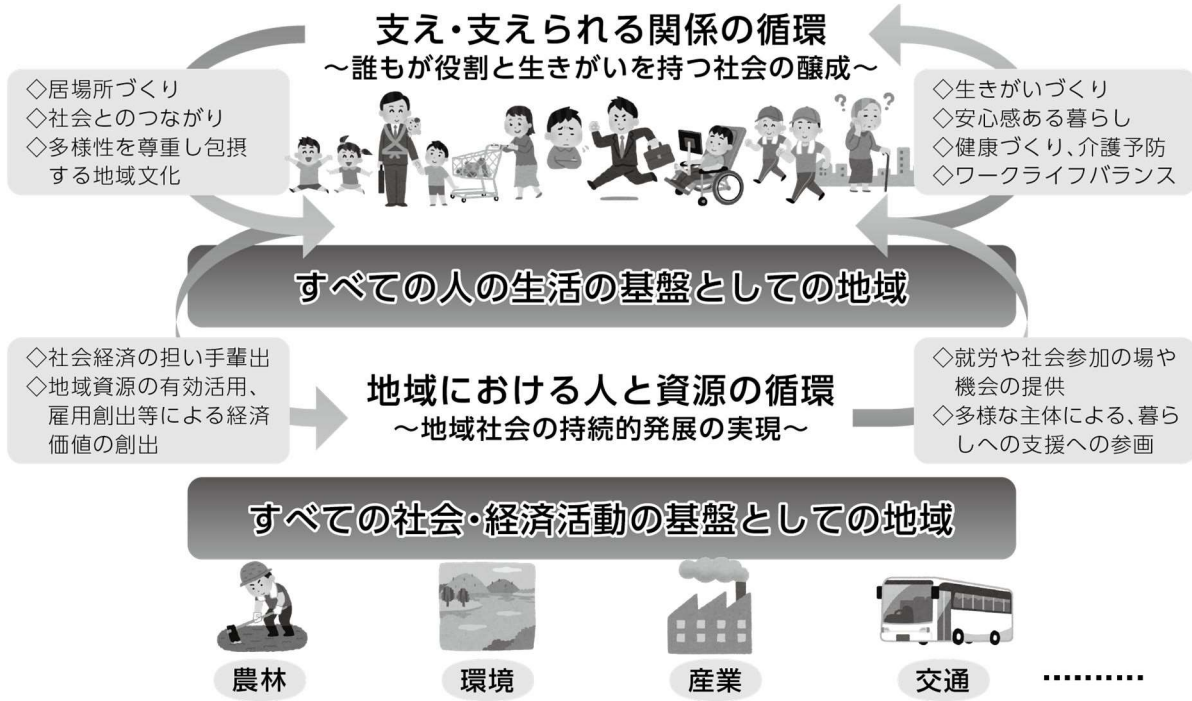 支え・支えられる関係の循環
～誰もが役割と生きがいを持つ社会の醸成～
◇居場所づくり
◇社会とのつながり
◇多様性を尊重し包摂
する地域文化
◇生きがいづくり
◇安心感ある暮らし
◇健康づくり、介護予防
◇ワークライフバランス
? ?
すべての人の生活の基盤としての地域
◇社会経済の担い手輩出
◇地域資源の有効活用、
雇用創出等による経済
価値の創出
地域における人と資源の循環
～地域社会の持続的発展の実現～
◇就労や社会参加の場や
機会の提供
◇多様な主体による、暮ら
しへの支援への参画
すべての社会・経済活動の基盤としての地域
農林
環境
産業
交通
‥‥‥‥‥